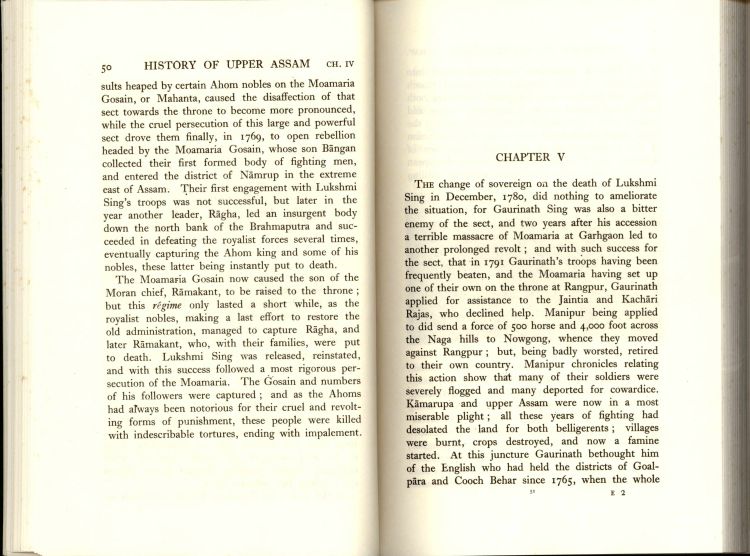 50 HISTORY OF UPPER ASSAM CH. IV
sults heaped by certain Ahom nobles on the Moamaria
Gosain, or Mahanta, caused the disaffection of that
sect towards the throne to become more pronounced,
while the cruel persecution of this large and powerful
sect drove them finally, in 1769, to open rebellion
headed by the Moamaria Gosain, whose son Bāngan
collected their first formed body of fighting men,
and entered the district of Nāmrup in the extreme
east of Assam. Their first engagement with Lukshmi
Sing's troops was not successful, but later in the
year another leader, Rāgha, led an insurgent body
down the north bank of the Brahmaputra and suc-
ceeded in defeating the royalist forces several times,
eventually capturing the Ahom king and some of his
nobles, these latter being instantly put to death.
The Moamaria Gosain now caused the son of the
Moran chief, Rāmakant, to be raised to the throne ;
but this régime only lasted a short while, as the
royalist nobles, making a last effort to restore the
old administration, managed to capture Rāgha, and
later Rāmakant, who, with their families, were put
to death. Lukshmi Sing was released, reinstated,
and with this success followed a most rigorous per-
secution of the Moamaria. The Gosain and numbers
of his followers were captured ; and as the Ahoms
had always been notorious for their cruel and revolt-
ing forms of punishment, these people were killed
with indescribable tortures, ending with impalement.
CHAPTER V
THE change of sovereign on the death of Lukshmi
Sing in December, 1780, did nothing to ameliorate
the situation, for Gaurinath Sing was also a bitter
enemy of the sect, and two years after his accession
a terrible massacre of Moamaria at Garhgaon led to
another prolonged revolt ; and with such success for
the sect, that in 1791 Gaurinath's troops having been
frequently beaten, and the Moamaria having set up
one of their own on the throne at Rangpur, Gaurinath
applied for assistance to the Jaintia and Kachāri
Rajas, who declined help. Manipur being applied
to did send a force of 500 horse and 4,000 foot across
the Naga hills to Nowgong, whence they moved
against Rangpur ; but, being badly worsted, retired
to their own country. Manipur chronicles relating
this action show that many of their soldiers were
severely flogged and many deported for cowardice.
Kāmarupa and upper Assam were now in a most
miserable plight ; all these years of fighting had
desolated the land for both belligerents ; villages
were burnt, crops destroyed, and now a famine
started. At this juncture Gaurinath bethought him
of the English who had held the districts of Goal-
pāra and Cooch Behar since 1765, when the whole
51 E 2